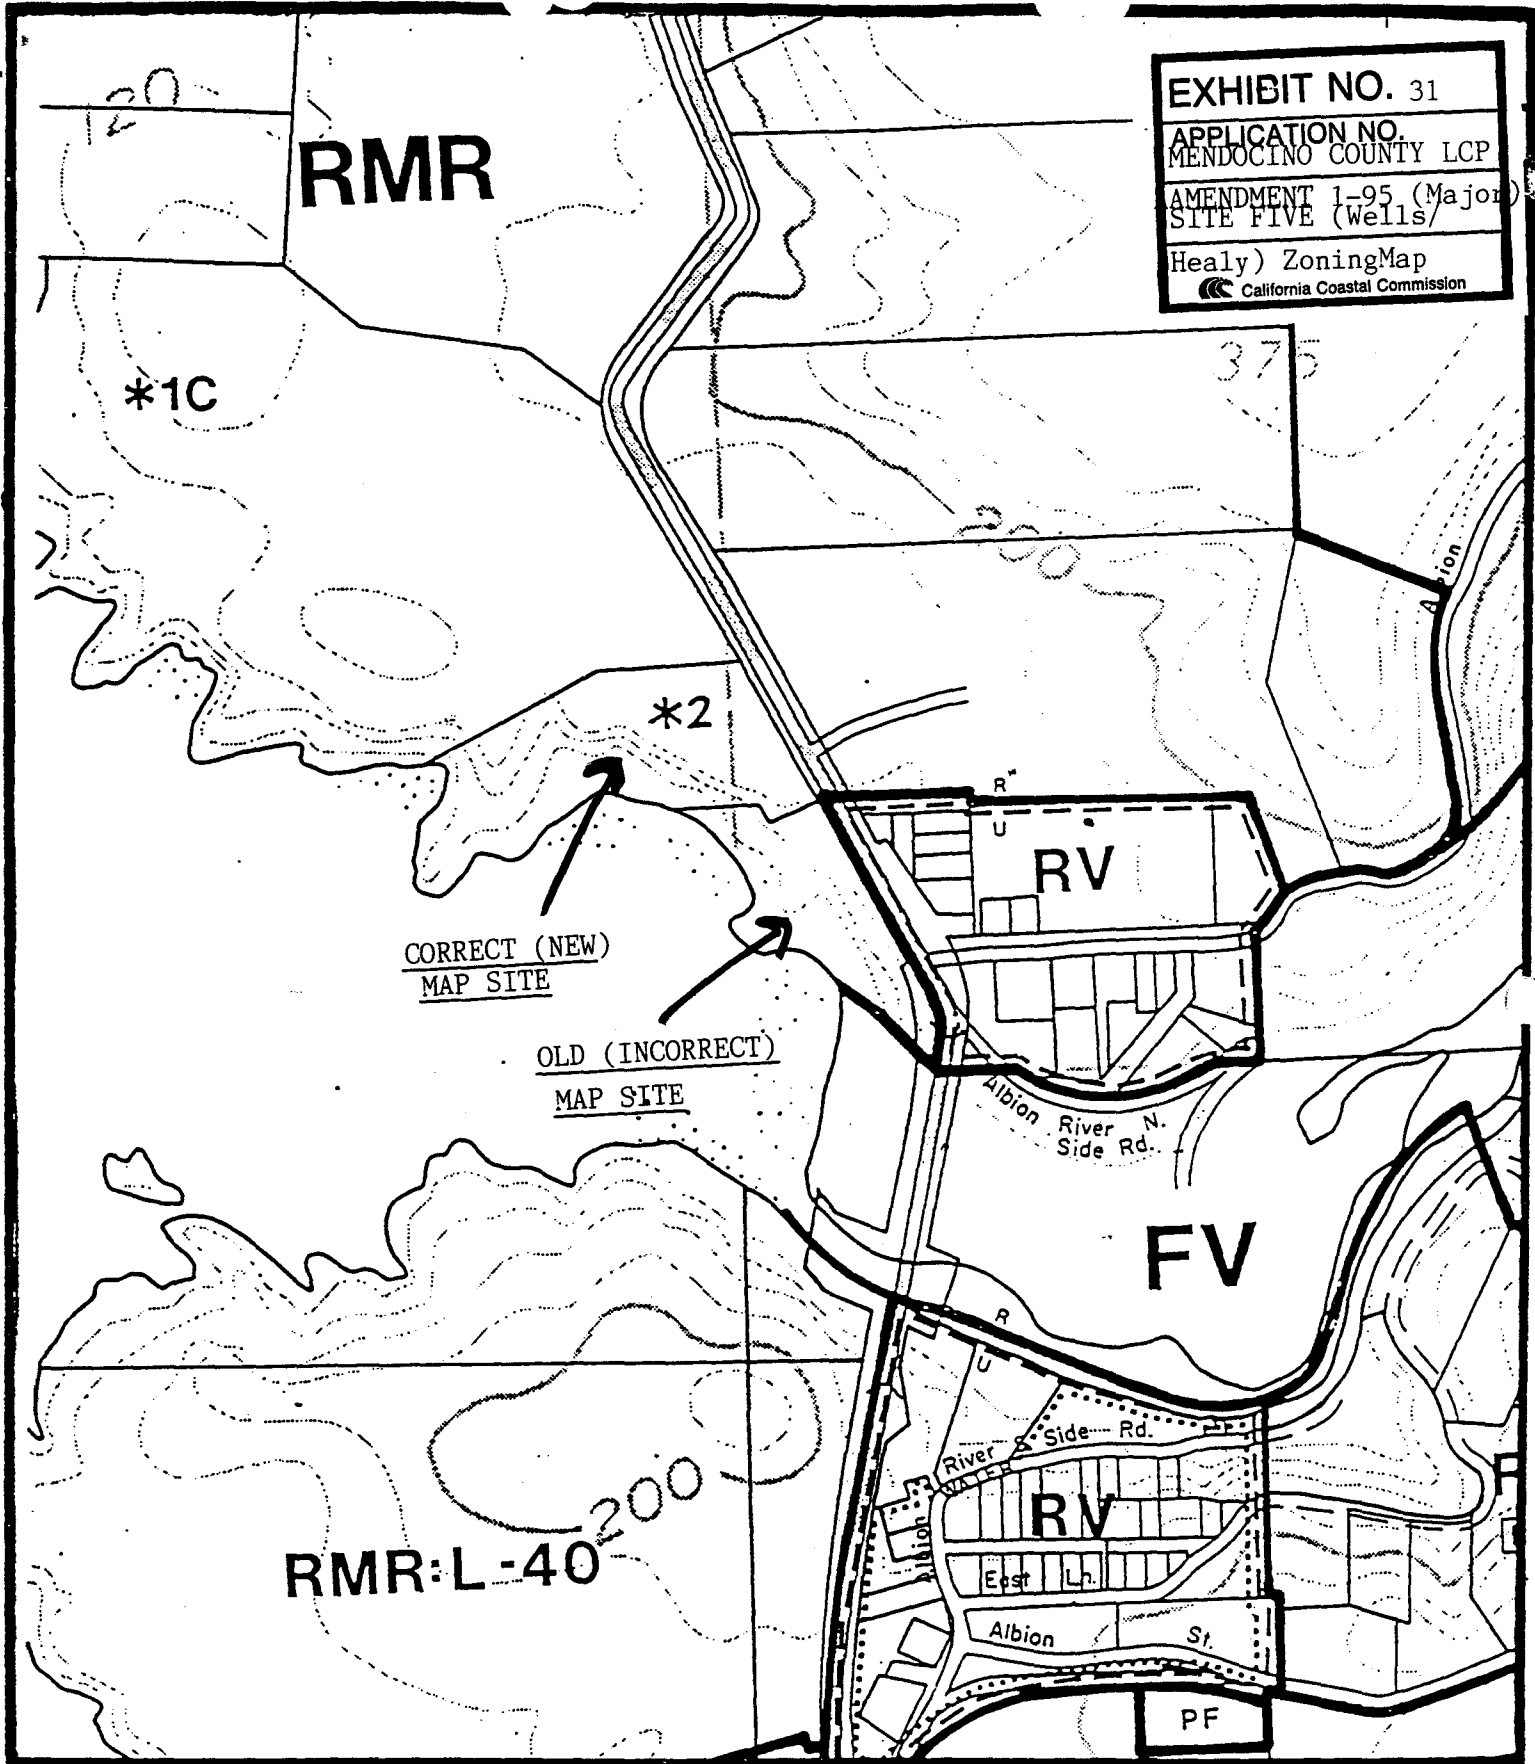 EXHIBIT NO. 31
APPLICATION NO.
MENDOCINO COUNTY LCP
AMENDMENT 1-95 (Major)
SITE FIVE (Wells/
Healy) ZoningMap
California Coastal Commission
120
RMR
*1C
375
200
Albion
*2
R
U
RV
CORRECT (NEW)
MAP SITE
OLD (INCORRECT)
MAP SITE
Albion River N.
Side Rd.
FV
R
U
River S Side Rd.
WATER
RV
Albion
200
RMR:L-40
East Ln.
Albion St.
PF